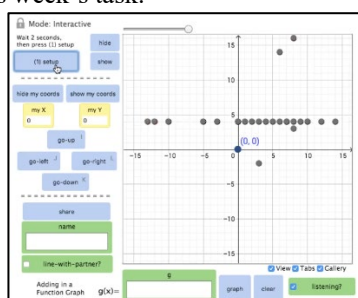 s week's task.
Mode: Interactive
Wait 2 seconds,
then press (1) setup
hide
(1) setup
show
hide my coords
show my coords
my X
0
my Y
0
go-up I
go-left J
go-right L
go-down K
share
name
line-with-partner?
Adding in a
Function Graph
g(x)=
g
graph
clear
View Tabs Gallery
listening?
15
10
5
(0, 0)
-15
-10
-5
0
5
10
15
-5
-15